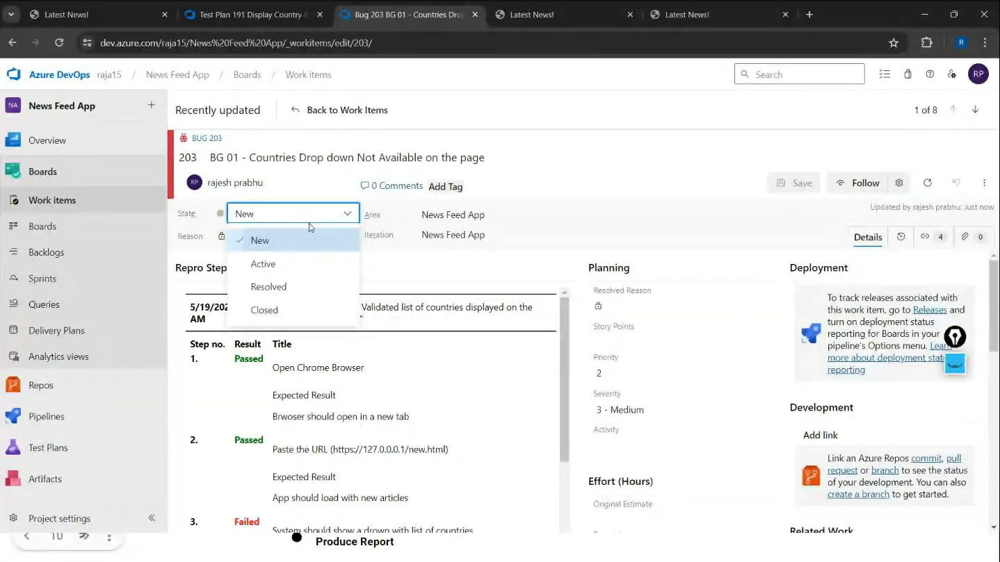 Latest News!
Test Plan 191 Display Country
Bug 203 BG 01 - Countries Dro
Latest News!
Latest News!
dev.azure.com/raja15/News%20Feed%20App/_workitems/edit/203/
R
Azure DevOps raja15 / News Feed App / Boards / Work items
Search
RP
NA News Feed App
Overview
Boards
Work items
Boards
Backlogs
Sprints
Queries
Delivery Plans
Analytics views
Repos
Pipelines
Test Plans
Artifacts
Project settings
Recently updated
Back to Work Items
1 of 8
BUG 203
203 BG 01 - Countries Drop down Not Available on the page
RP rajesh prabhu
0 Comments
Add Tag
Save
Follow
Updated by rajesh prabhu: Just now
State
New
Reason
New
Active
Resolved
Closed
Area News Feed App
Iteration News Feed App
Details
4
0
Repro Step
5/19/202
AM
Validated list of countries displayed on the
"
Step no. Result Title
1. Passed
Open Chrome Browser
Expected Result
Brwoser should open in a new tab
2. Passed
Paste the URL (https://127.0.0.0.1/new.html)
Expected Result
App should load with new articles
3. Failed
System should show a drown with list of countries
Planning
Resolved Reason
Story Points
Priority
2
Severity
3 - Medium
Activity
Effort (Hours)
Original Estimate
Deployment
To track releases associated with
this work item, go to Releases and
turn on deployment status
reporting for Boards in your
pipeline's Options menu. Learn
more about deployment stat
reporting
Development
Add link
Link an Azure Repos commit, pull
request or branch to see the status
of your development. You can also
create a branch to get started.
Related Work
10
Produce Report